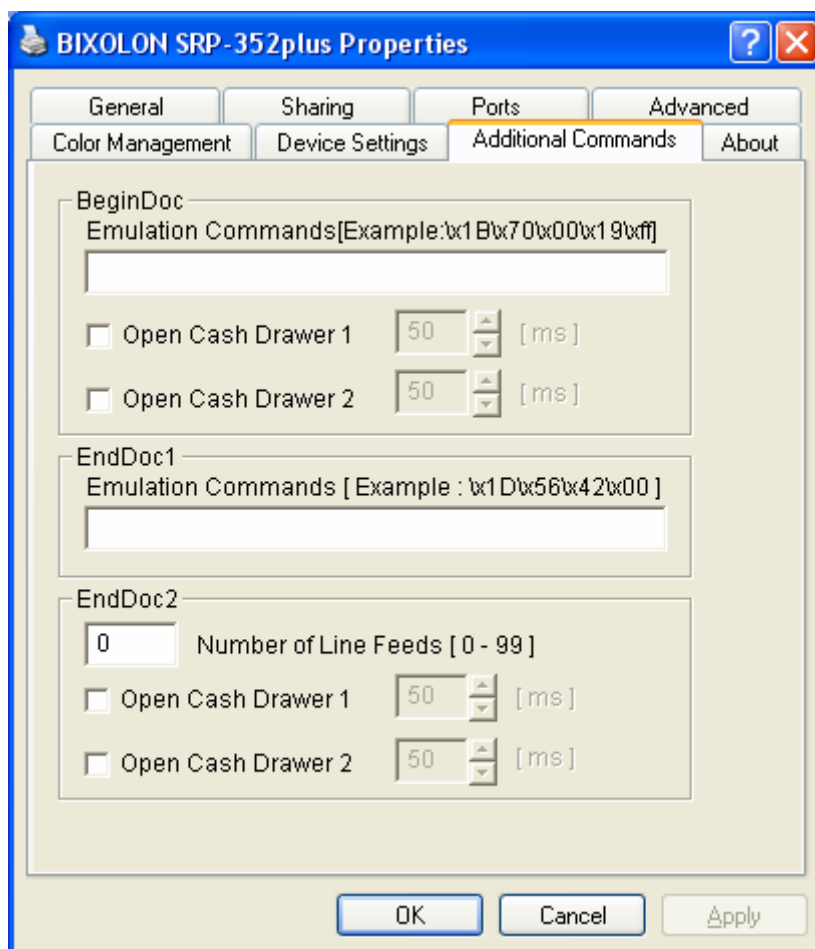 BIXOLON SRP-352plus Properties
General Sharing Ports Advanced
Color Management Device Settings Additional Commands About
BeginDoc
Emulation Commands[Example:\x1B\x70\x00\x19\xff]
Open Cash Drawer 1 50 [ ms ]
Open Cash Drawer 2 50 [ ms ]
EndDoc1
Emulation Commands [ Example : \x1D\x56\x42\x00 ]
EndDoc2
0 Number of Line Feeds [ 0 - 99 ]
Open Cash Drawer 1 50 [ ms ]
Open Cash Drawer 2 50 [ ms ]
OK Cancel Apply